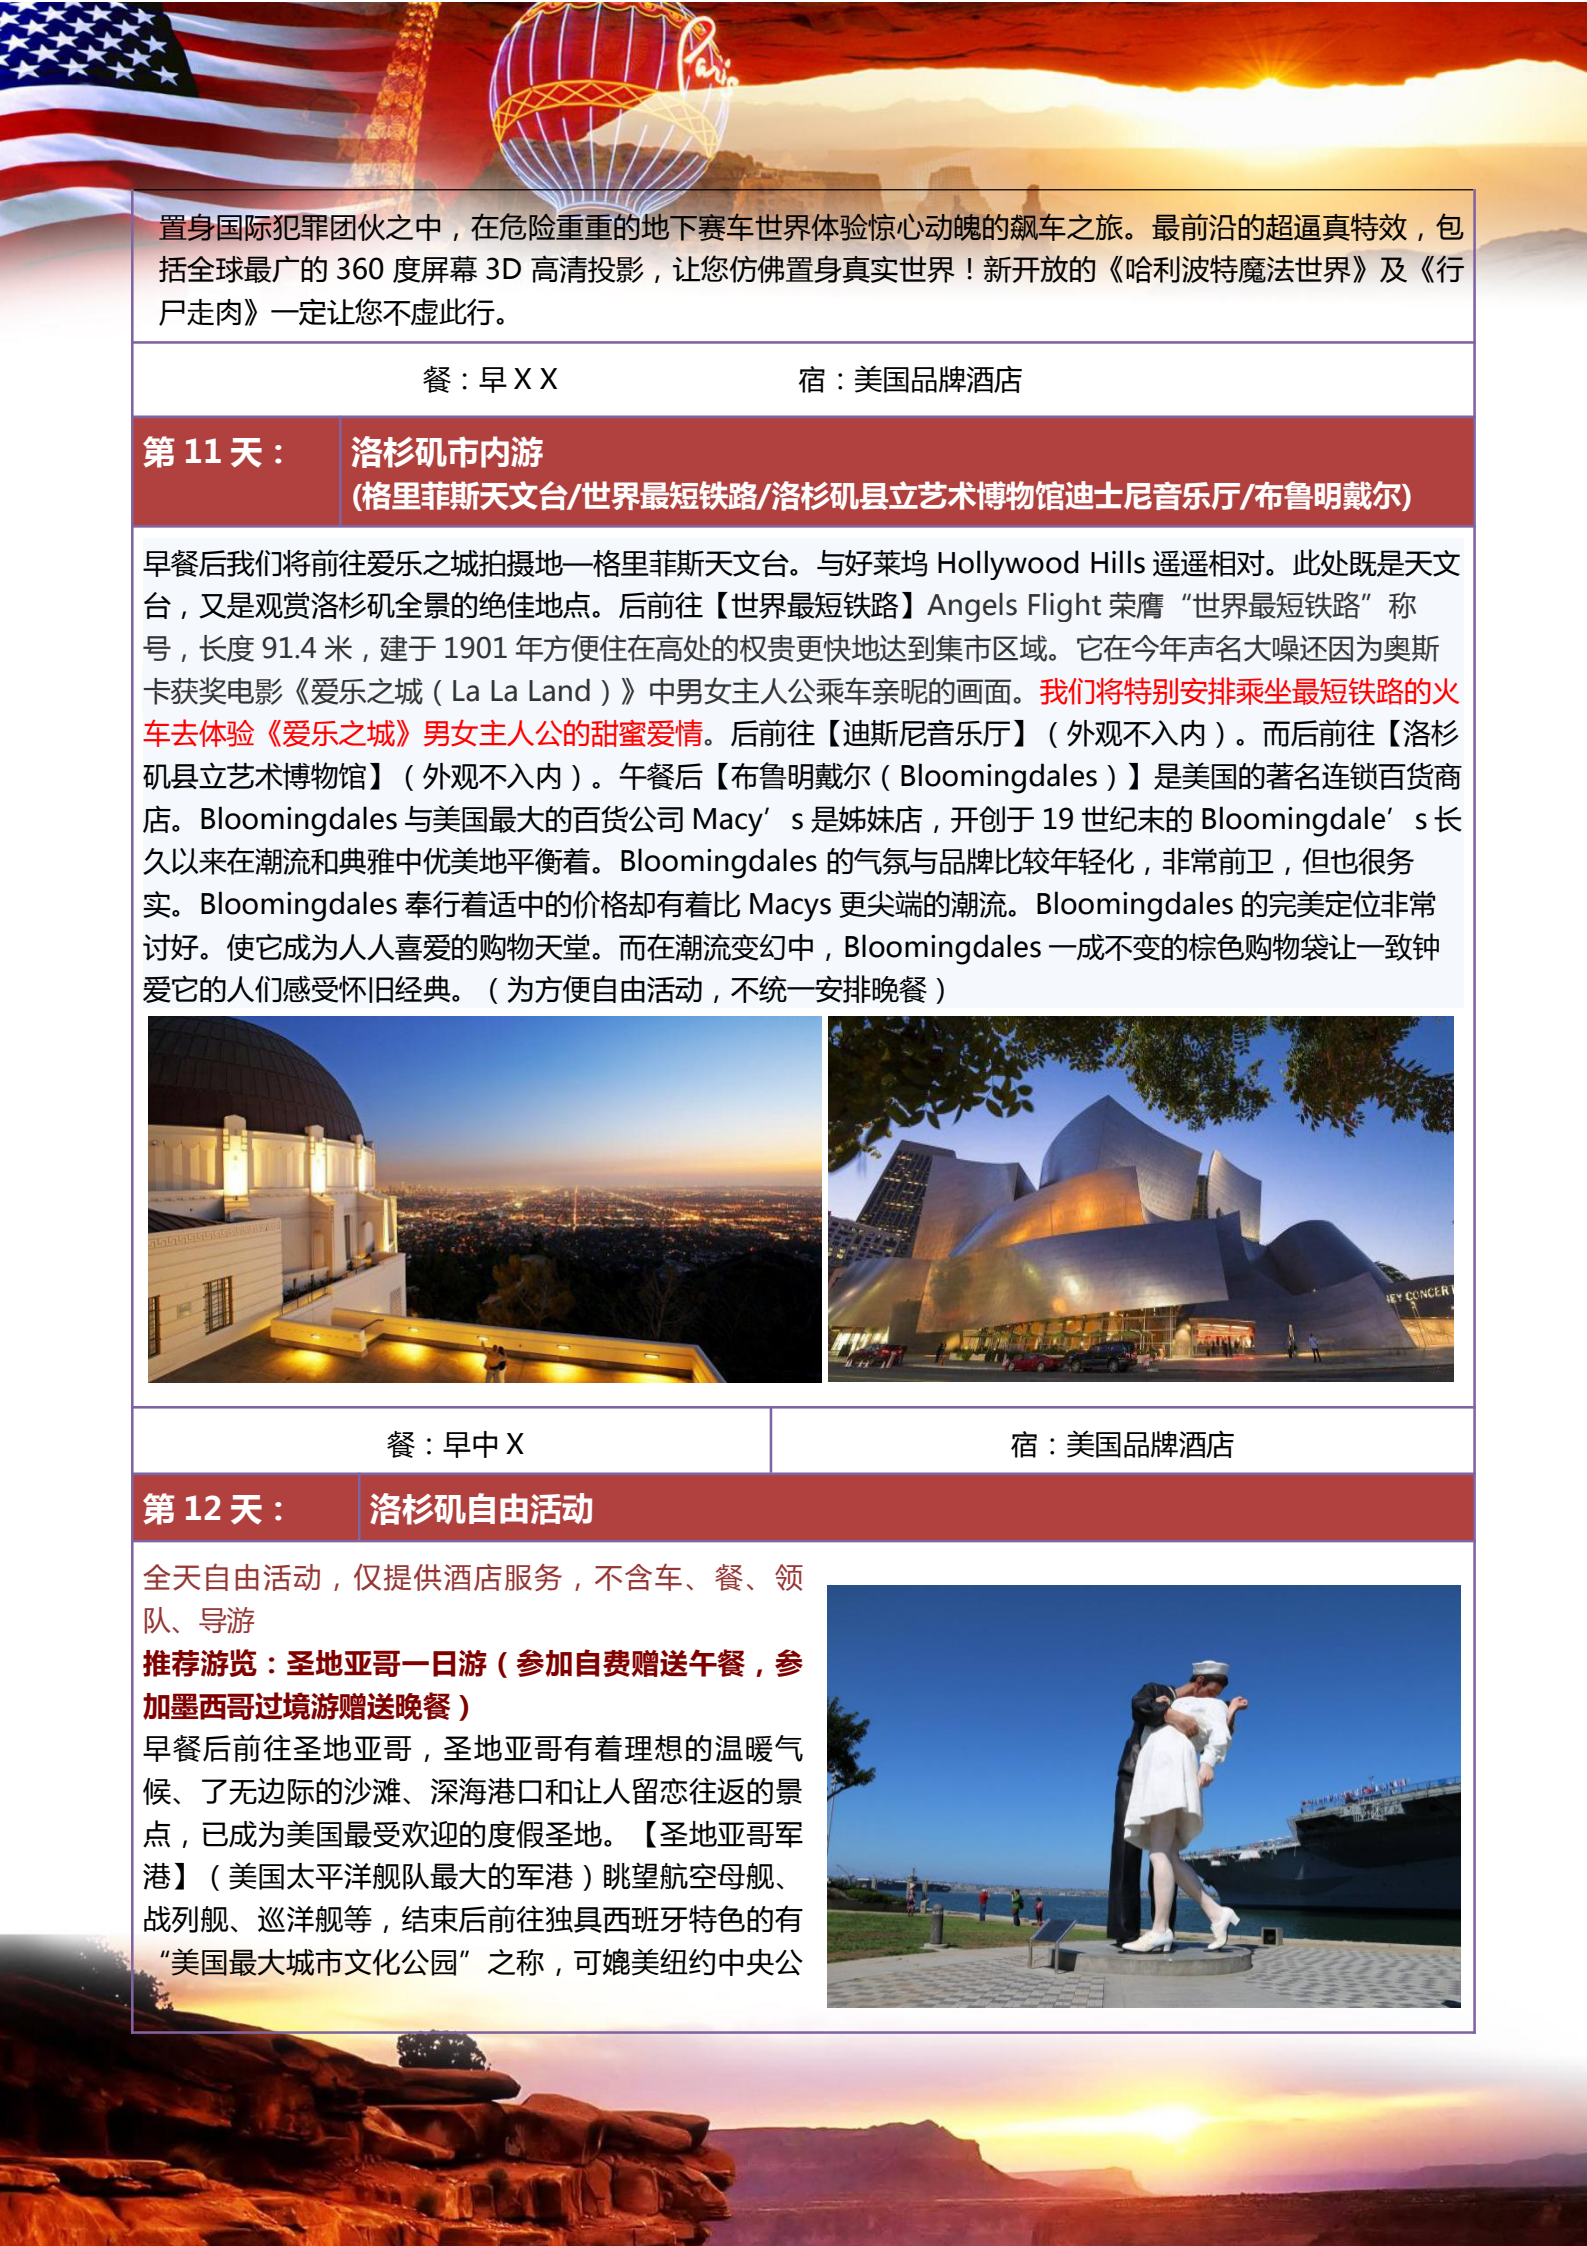 Paris
置身国际犯罪团伙之中，在危险重重的地下赛车世界体验惊心动魄的飙车之旅。最前沿的超逼真特效，包
括全球最广的 360 度屏幕 3D 高清投影，让您仿佛置身真实世界！新开放的《哈利波特魔法世界》及《行
尸走肉》一定让您不虚此行。
餐：早 X X 宿：美国品牌酒店
第 11 天： 洛杉矶市内游
(格里菲斯天文台/世界最短铁路/洛杉矶县立艺术博物馆迪士尼音乐厅/布鲁明戴尔)
早餐后我们将前往爱乐之城拍摄地—格里菲斯天文台。与好莱坞 Hollywood Hills 遥遥相对。此处既是天文
台，又是观赏洛杉矶全景的绝佳地点。后前往【世界最短铁路】Angels Flight 荣膺“世界最短铁路”称
号，长度 91.4 米，建于 1901 年方便住在高处的权贵更快地达到集市区域。它在今年声名大噪还因为奥斯
卡获奖电影《爱乐之城（La La Land）》中男女主人公乘车亲昵的画面。我们将特别安排乘坐最短铁路的火
车去体验《爱乐之城》男女主人公的甜蜜爱情。后前往【迪斯尼音乐厅】（外观不入内）。而后前往【洛杉
矶县立艺术博物馆】（外观不入内）。午餐后【布鲁明戴尔（Bloomingdales）】是美国的著名连锁百货商
店。Bloomingdales 与美国最大的百货公司 Macy’s 是姊妹店，开创于 19 世纪末的 Bloomingdale’s 长
久以来在潮流和典雅中优美地平衡着。Bloomingdales 的气氛与品牌比较年轻化，非常前卫，但也很务
实。Bloomingdales 奉行着适中的价格却有着比 Macys 更尖端的潮流。Bloomingdales 的完美定位非常
讨好。使它成为人人喜爱的购物天堂。而在潮流变幻中，Bloomingdales 一成不变的棕色购物袋让一致钟
爱它的人们感受怀旧经典。（为方便自由活动，不统一安排晚餐）
EY CONCERT
餐：早中 X 宿：美国品牌酒店
第 12 天： 洛杉矶自由活动
全天自由活动，仅提供酒店服务，不含车、餐、领
队、导游
推荐游览：圣地亚哥一日游（参加自费赠送午餐，参
加墨西哥过境游赠送晚餐）
早餐后前往圣地亚哥，圣地亚哥有着理想的温暖气
候、了无边际的沙滩、深海港口和让人留恋往返的景
点，已成为美国最受欢迎的度假圣地。【圣地亚哥军
港】（美国太平洋舰队最大的军港）眺望航空母舰、
战列舰、巡洋舰等，结束后前往独具西班牙特色的有
“美国最大城市文化公园”之称，可媲美纽约中央公